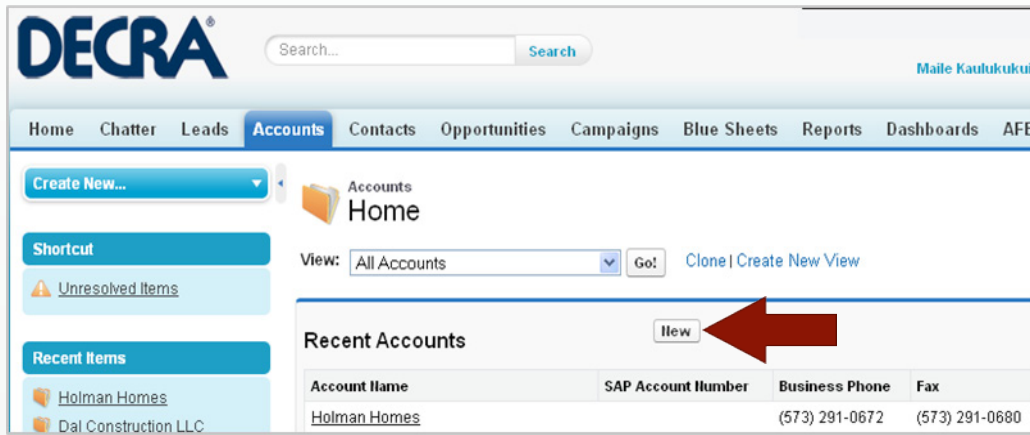 DECRA®
Search... Search
Maile Kaulukukui
Home Chatter Leads Accounts Contacts Opportunities Campaigns Blue Sheets Reports Dashboards AFE
Create New...
Accounts
Home
Shortcut
View: All Accounts Go! Clone | Create New View
Unresolved Items
Recent Accounts New
Recent Items
Account Name SAP Account Number Business Phone Fax
Holman Homes
Holman Homes (573) 291-0672 (573) 291-0680
Dal Construction LLC